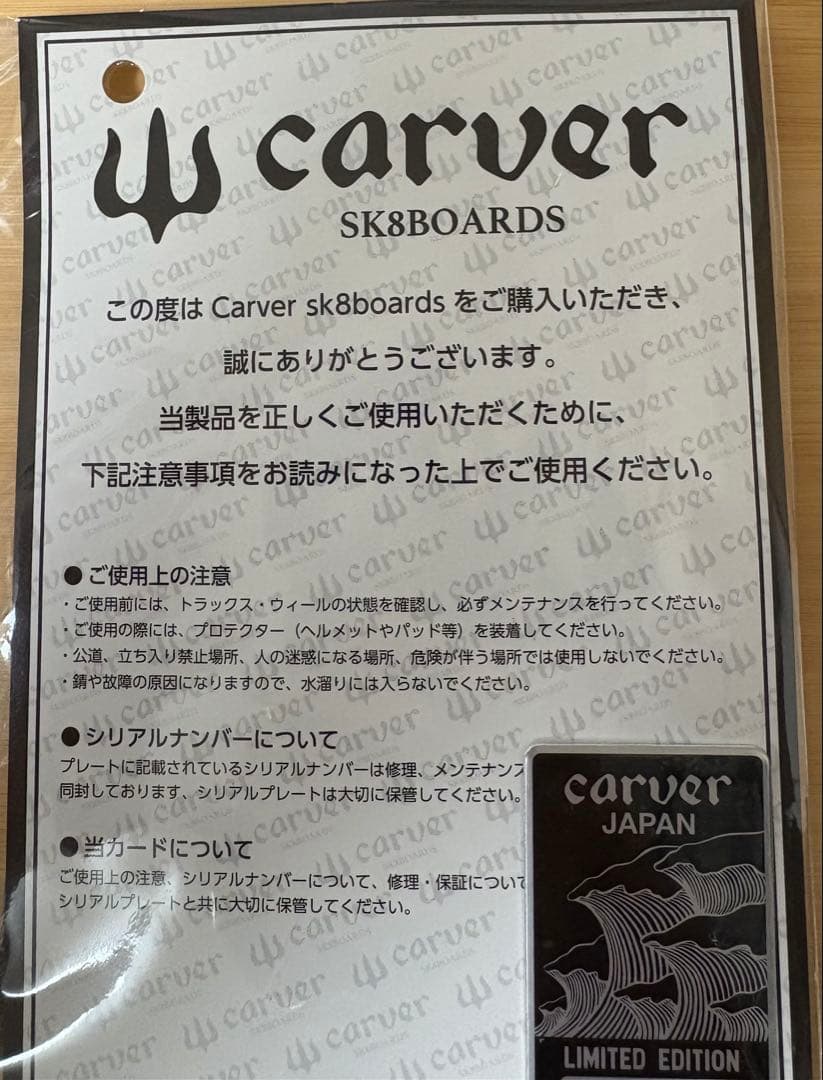 carver
SK8BOARDS
この度は Carver sk8boards をご購入いただき、
誠にありがとうございます。
当製品を正しくご使用いただくために、
下記注意事項をお読みになった上でご使用ください。
● ご使用上の注意
・ご使用前には、トラックス・ウィールの状態を確認し、必ずメンテナンスを行ってください。
・ご使用の際には、プロテクター（ヘルメットやパッド等）を装着してください。
・公道、立ち入り禁止場所、人の迷惑になる場所、危険が伴う場所では使用しないでください。
・錆や故障の原因になりますので、水溜りには入らないでください。
● シリアルナンバーについて
プレートに記載されているシリアルナンバーは修理、メンテナンス
同封しております、シリアルプレートは大切に保管してください。
● 当カードについて
ご使用上の注意、シリアルナンバーについて、修理・保証について
シリアルプレートと共に大切に保管してください。
carver
JAPAN
LIMITED EDITION